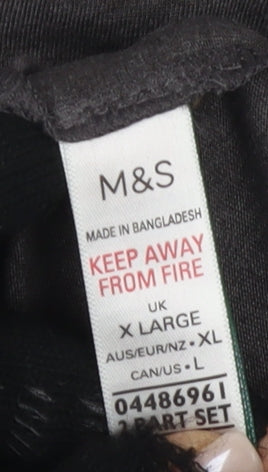 M&S
MADE IN BANGLADESH
KEEP AWAY
FROM FIRE
UK
X LARGE
AUS/EUR/NZ • XL
CAN/US • L
04486961
2 PART SET